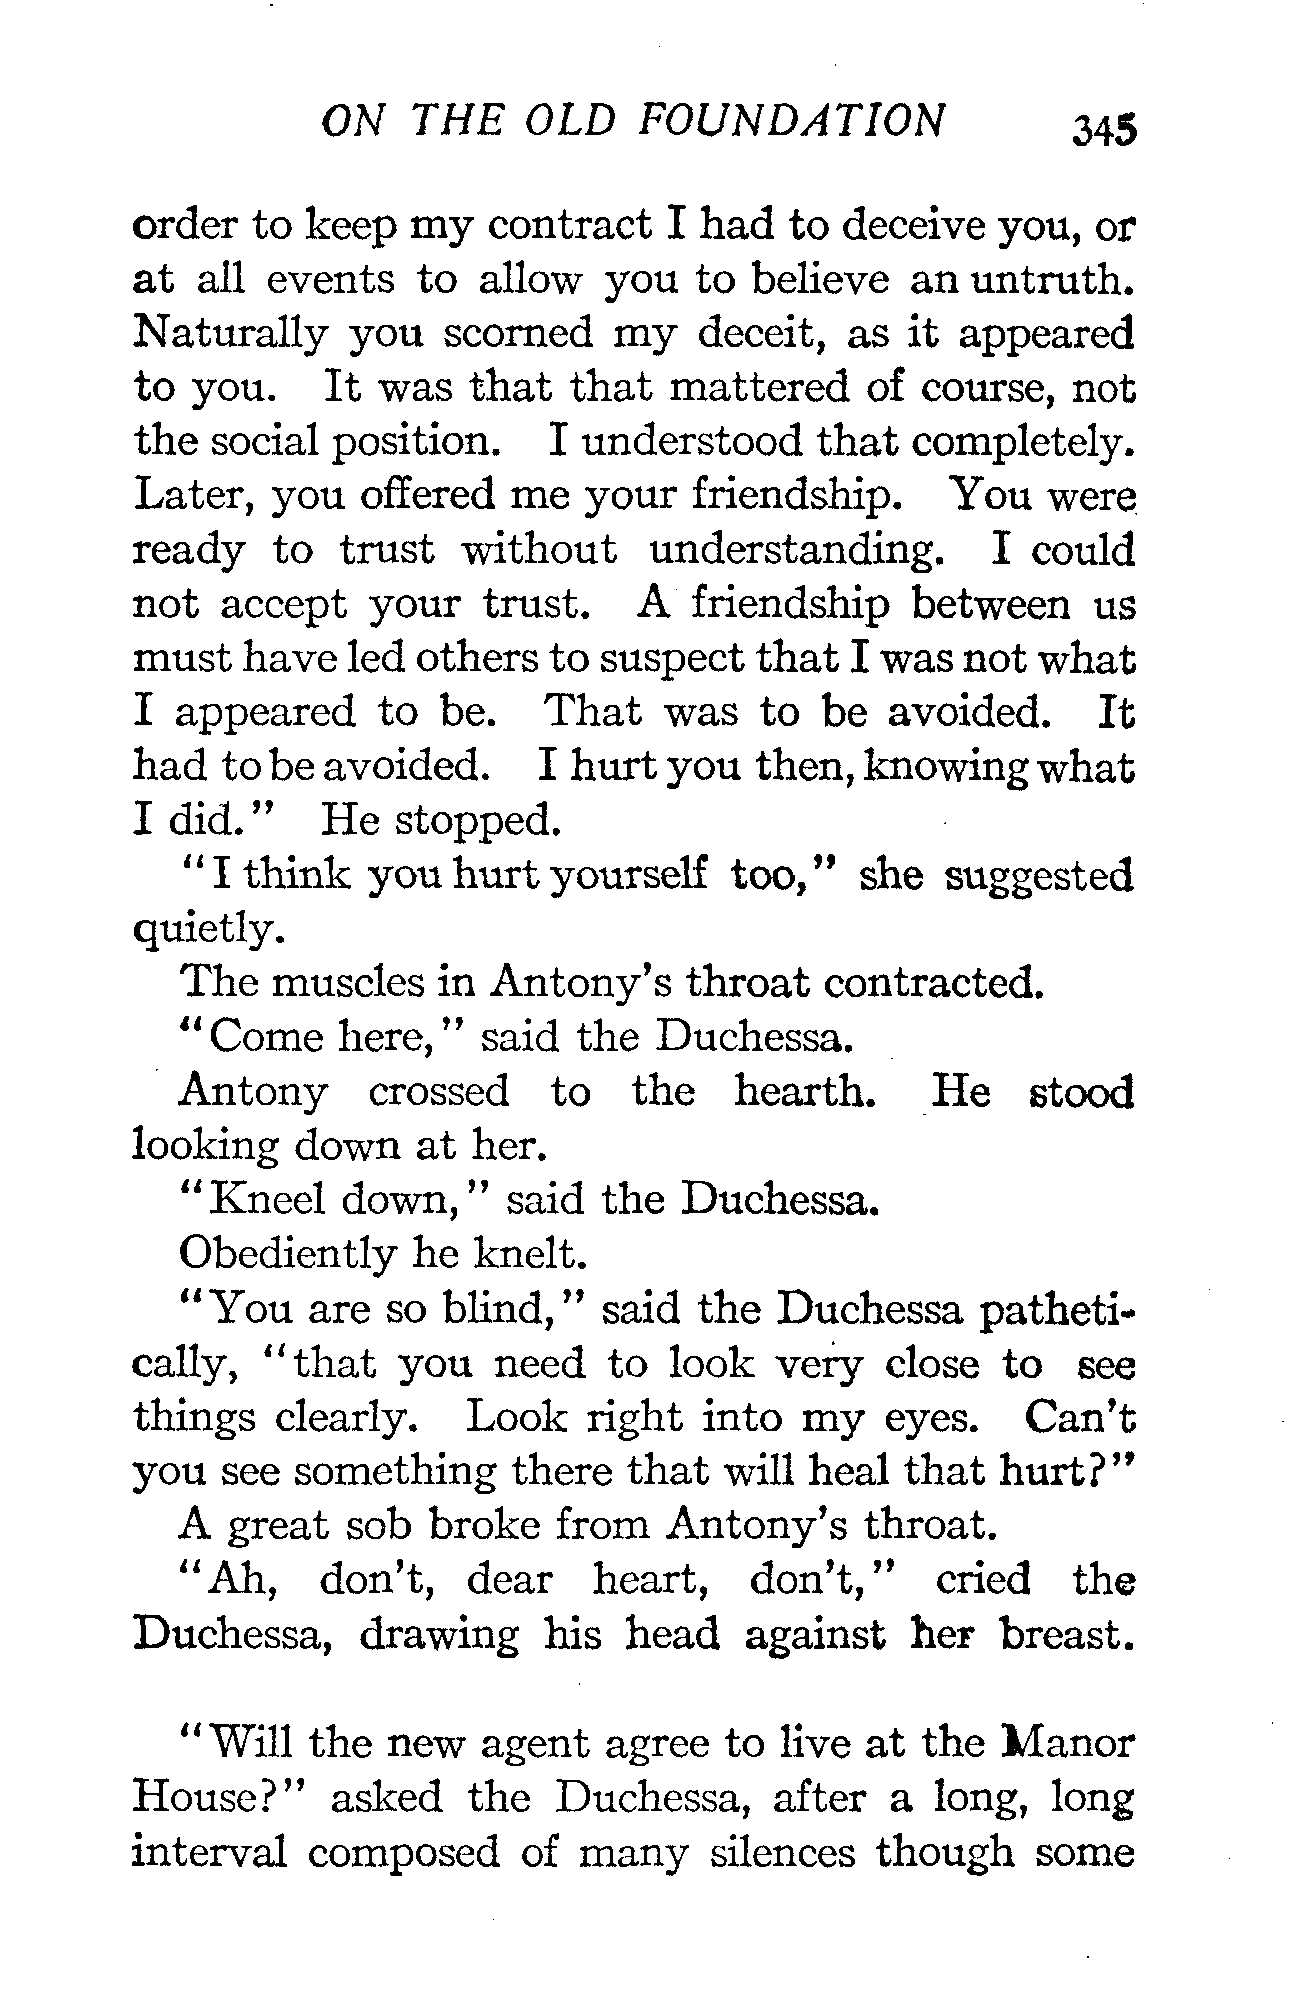 ON THE OLD FOUNDATION 345
order to keep my contract I had to deceive you, or
at all events to allow you to believe an untruth.
Naturally you scorned my deceit, as it appeared
to you. It was that that mattered of course, not
the social position. I understood that completely.
Later, you offered me your friendship. You were
ready to trust without understanding. I could
not accept your trust. A friendship between us
must have led others to suspect that I was not what
I appeared to be. That was to be avoided. It
had to be avoided. I hurt you then, knowing what
I did." He stopped.
"I think you hurt yourself too," she suggested
quietly.
The muscles in Antony's throat contracted.
"Come here," said the Duchessa.
Antony crossed to the hearth. He stood
looking down at her.
"Kneel down," said the Duchessa.
Obediently he knelt.
"You are so blind," said the Duchessa patheti-
cally, "that you need to look very close to see
things clearly. Look right into my eyes. Can't
you see something there that will heal that hurt?"
A great sob broke from Antony's throat.
"Ah, don't, dear heart, don't," cried the
Duchessa, drawing his head against her breast.
"Will the new agent agree to live at the Manor
House?" asked the Duchessa, after a long, long
interval composed of many silences though some